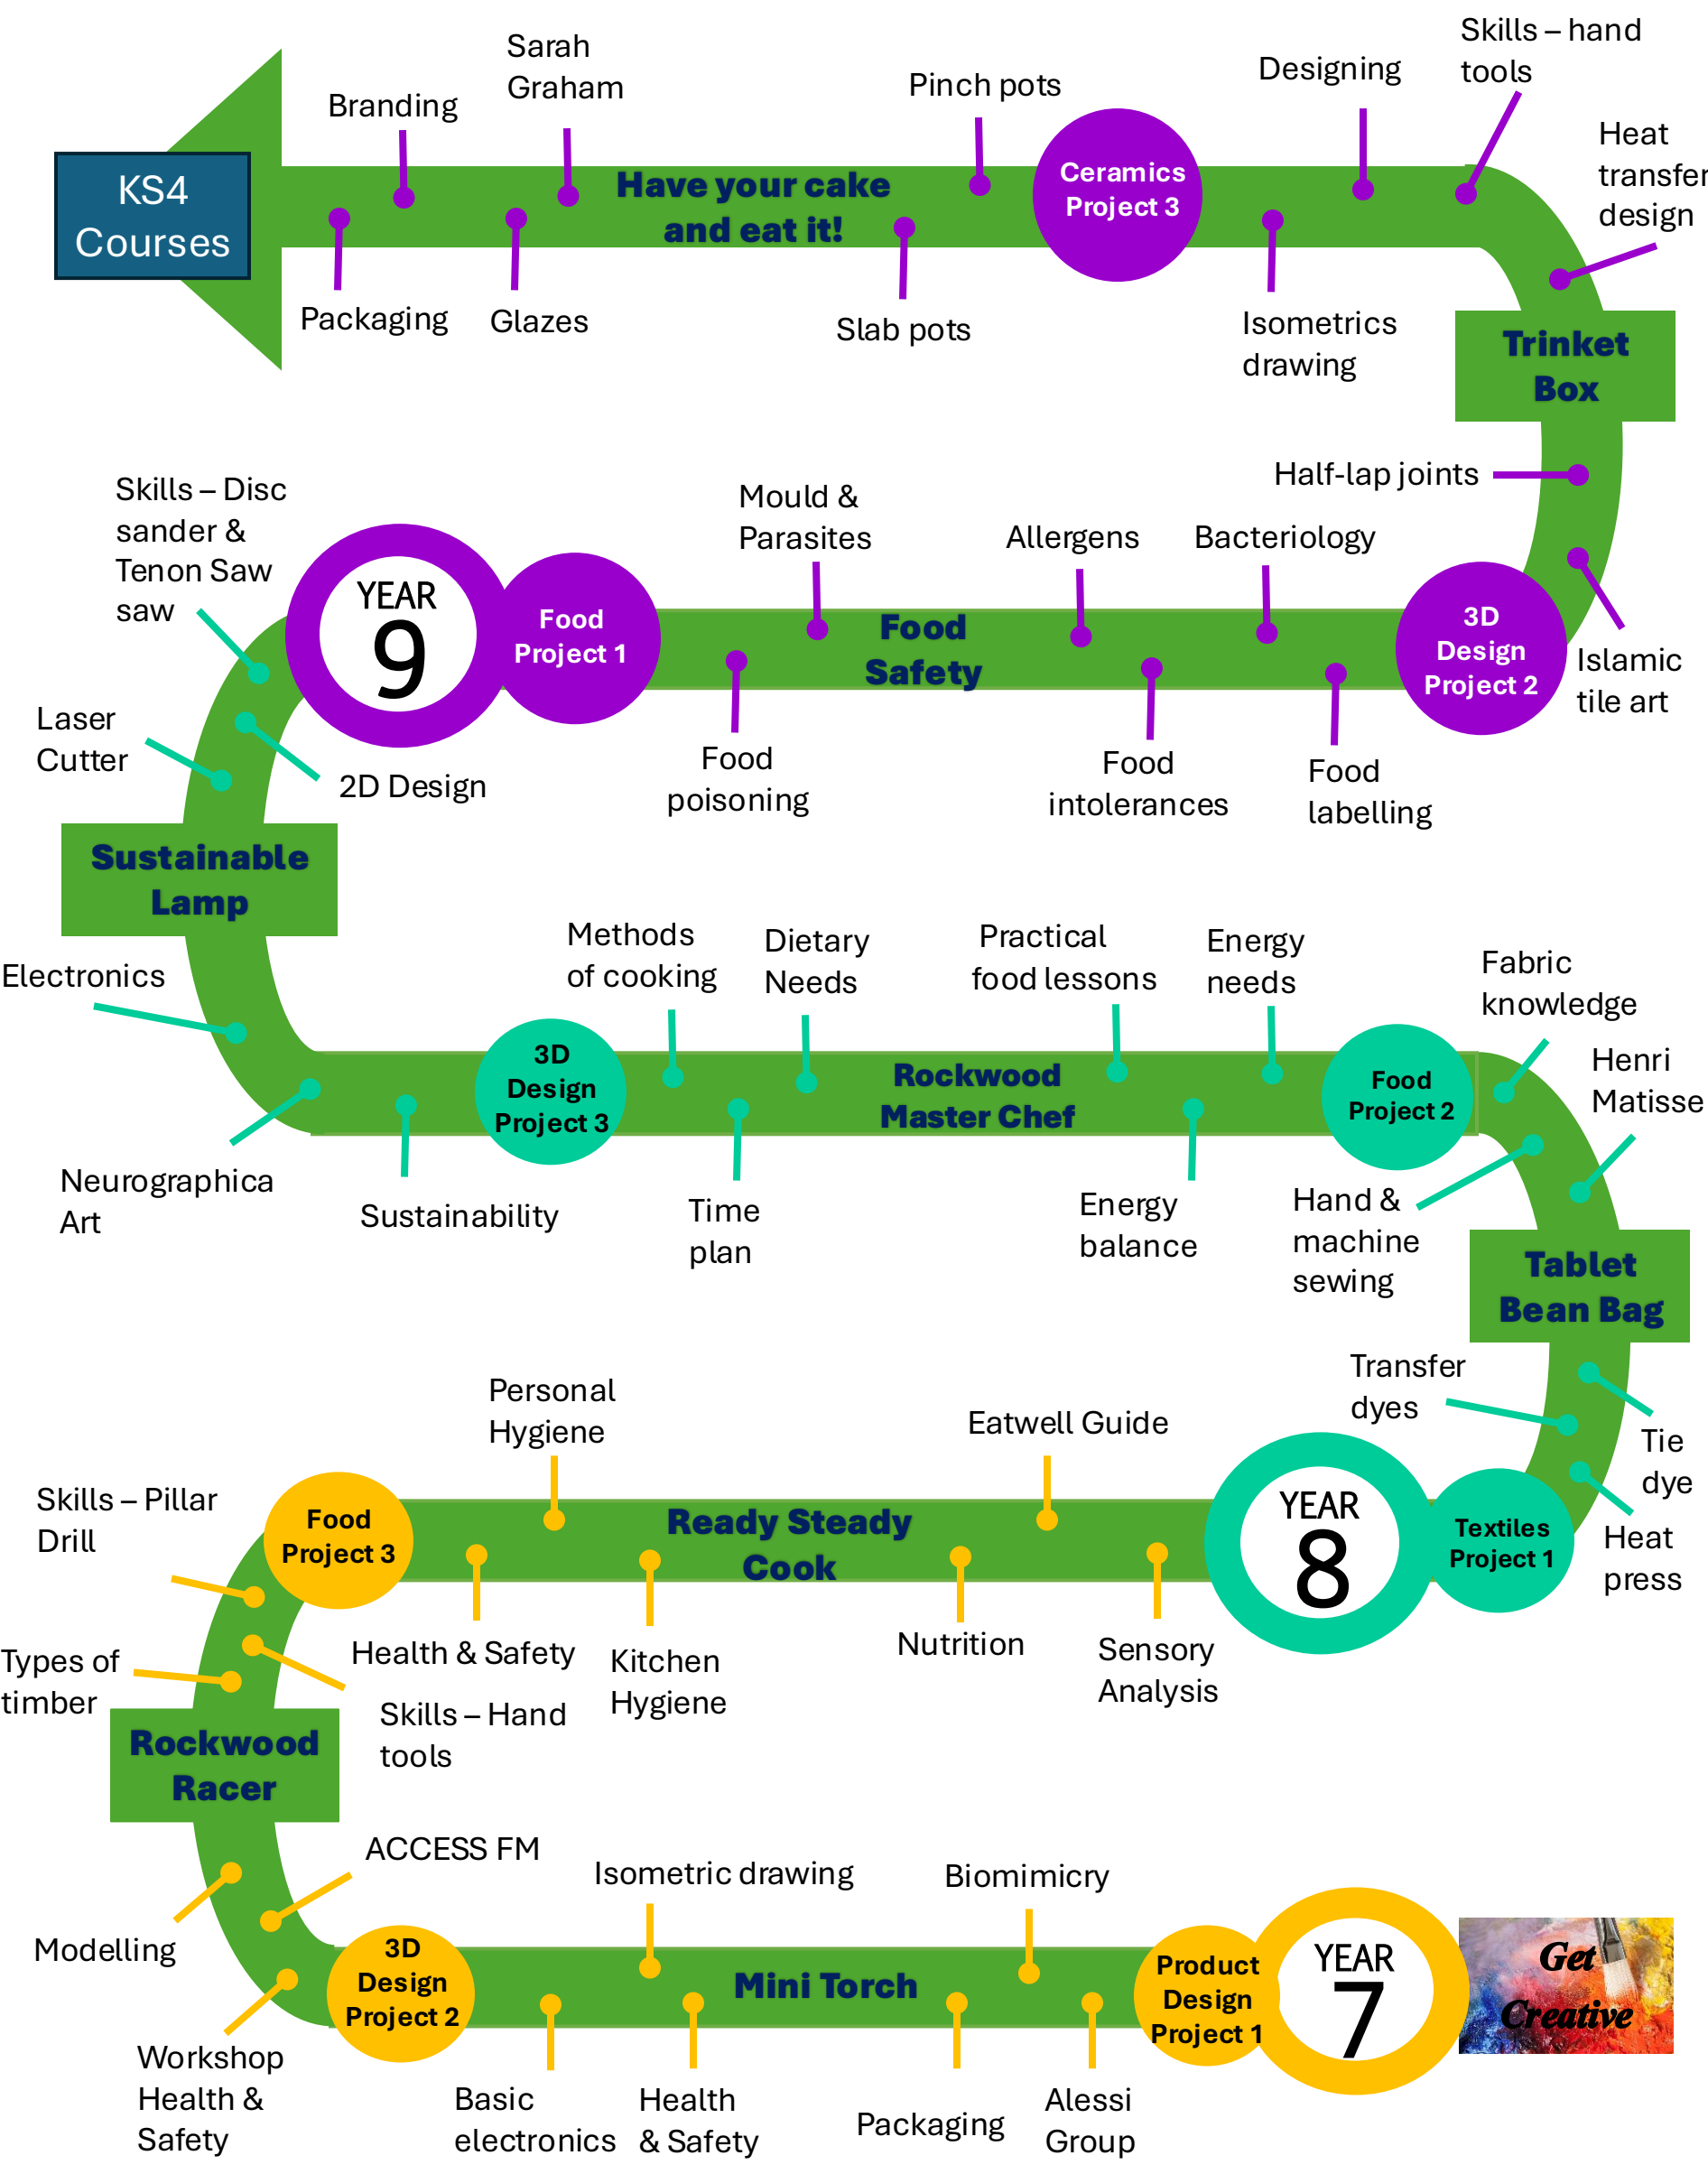 Skills – hand
tools
Sarah
Graham
Designing
Pinch pots
Branding
Heat
transfer
design
KS4
Courses
Have your cake
and eat it!
Ceramics
Project 3
Packaging
Glazes
Slab pots
Isometrics
drawing
Trinket
Box
Half-lap joints
Skills – Disc
sander &
Tenon Saw
saw
Mould &
Parasites
Allergens
Bacteriology
YEAR
9
Food
Project 1
Food
Safety
3D
Design
Project 2
Islamic
tile art
Laser
Cutter
2D Design
Food
poisoning
Food
intolerances
Food
labelling
Sustainable
Lamp
Electronics
Methods
of cooking
Dietary
Needs
Practical
food lessons
Energy
needs
Fabric
knowledge
Henri
Matisse
3D
Design
Project 3
Rockwood
Master Chef
Food
Project 2
Neurographica
Art
Sustainability
Time
plan
Energy
balance
Hand &
machine
sewing
Tablet
Bean Bag
Transfer
dyes
Tie
dye
Heat
press
Personal
Hygiene
Eatwell Guide
Skills – Pillar
Drill
Food
Project 3
Ready Steady
Cook
YEAR
8
Textiles
Project 1
Types of
timber
Health & Safety
Kitchen
Hygiene
Nutrition
Sensory
Analysis
Skills – Hand
tools
Rockwood
Racer
ACCESS FM
Isometric drawing
Biomimicry
Modelling
3D
Design
Project 2
Mini Torch
Product
Design
Project 1
YEAR
7
Get
Creative
Workshop
Health &
Safety
Basic
electronics
Health
& Safety
Packaging
Alessi
Group